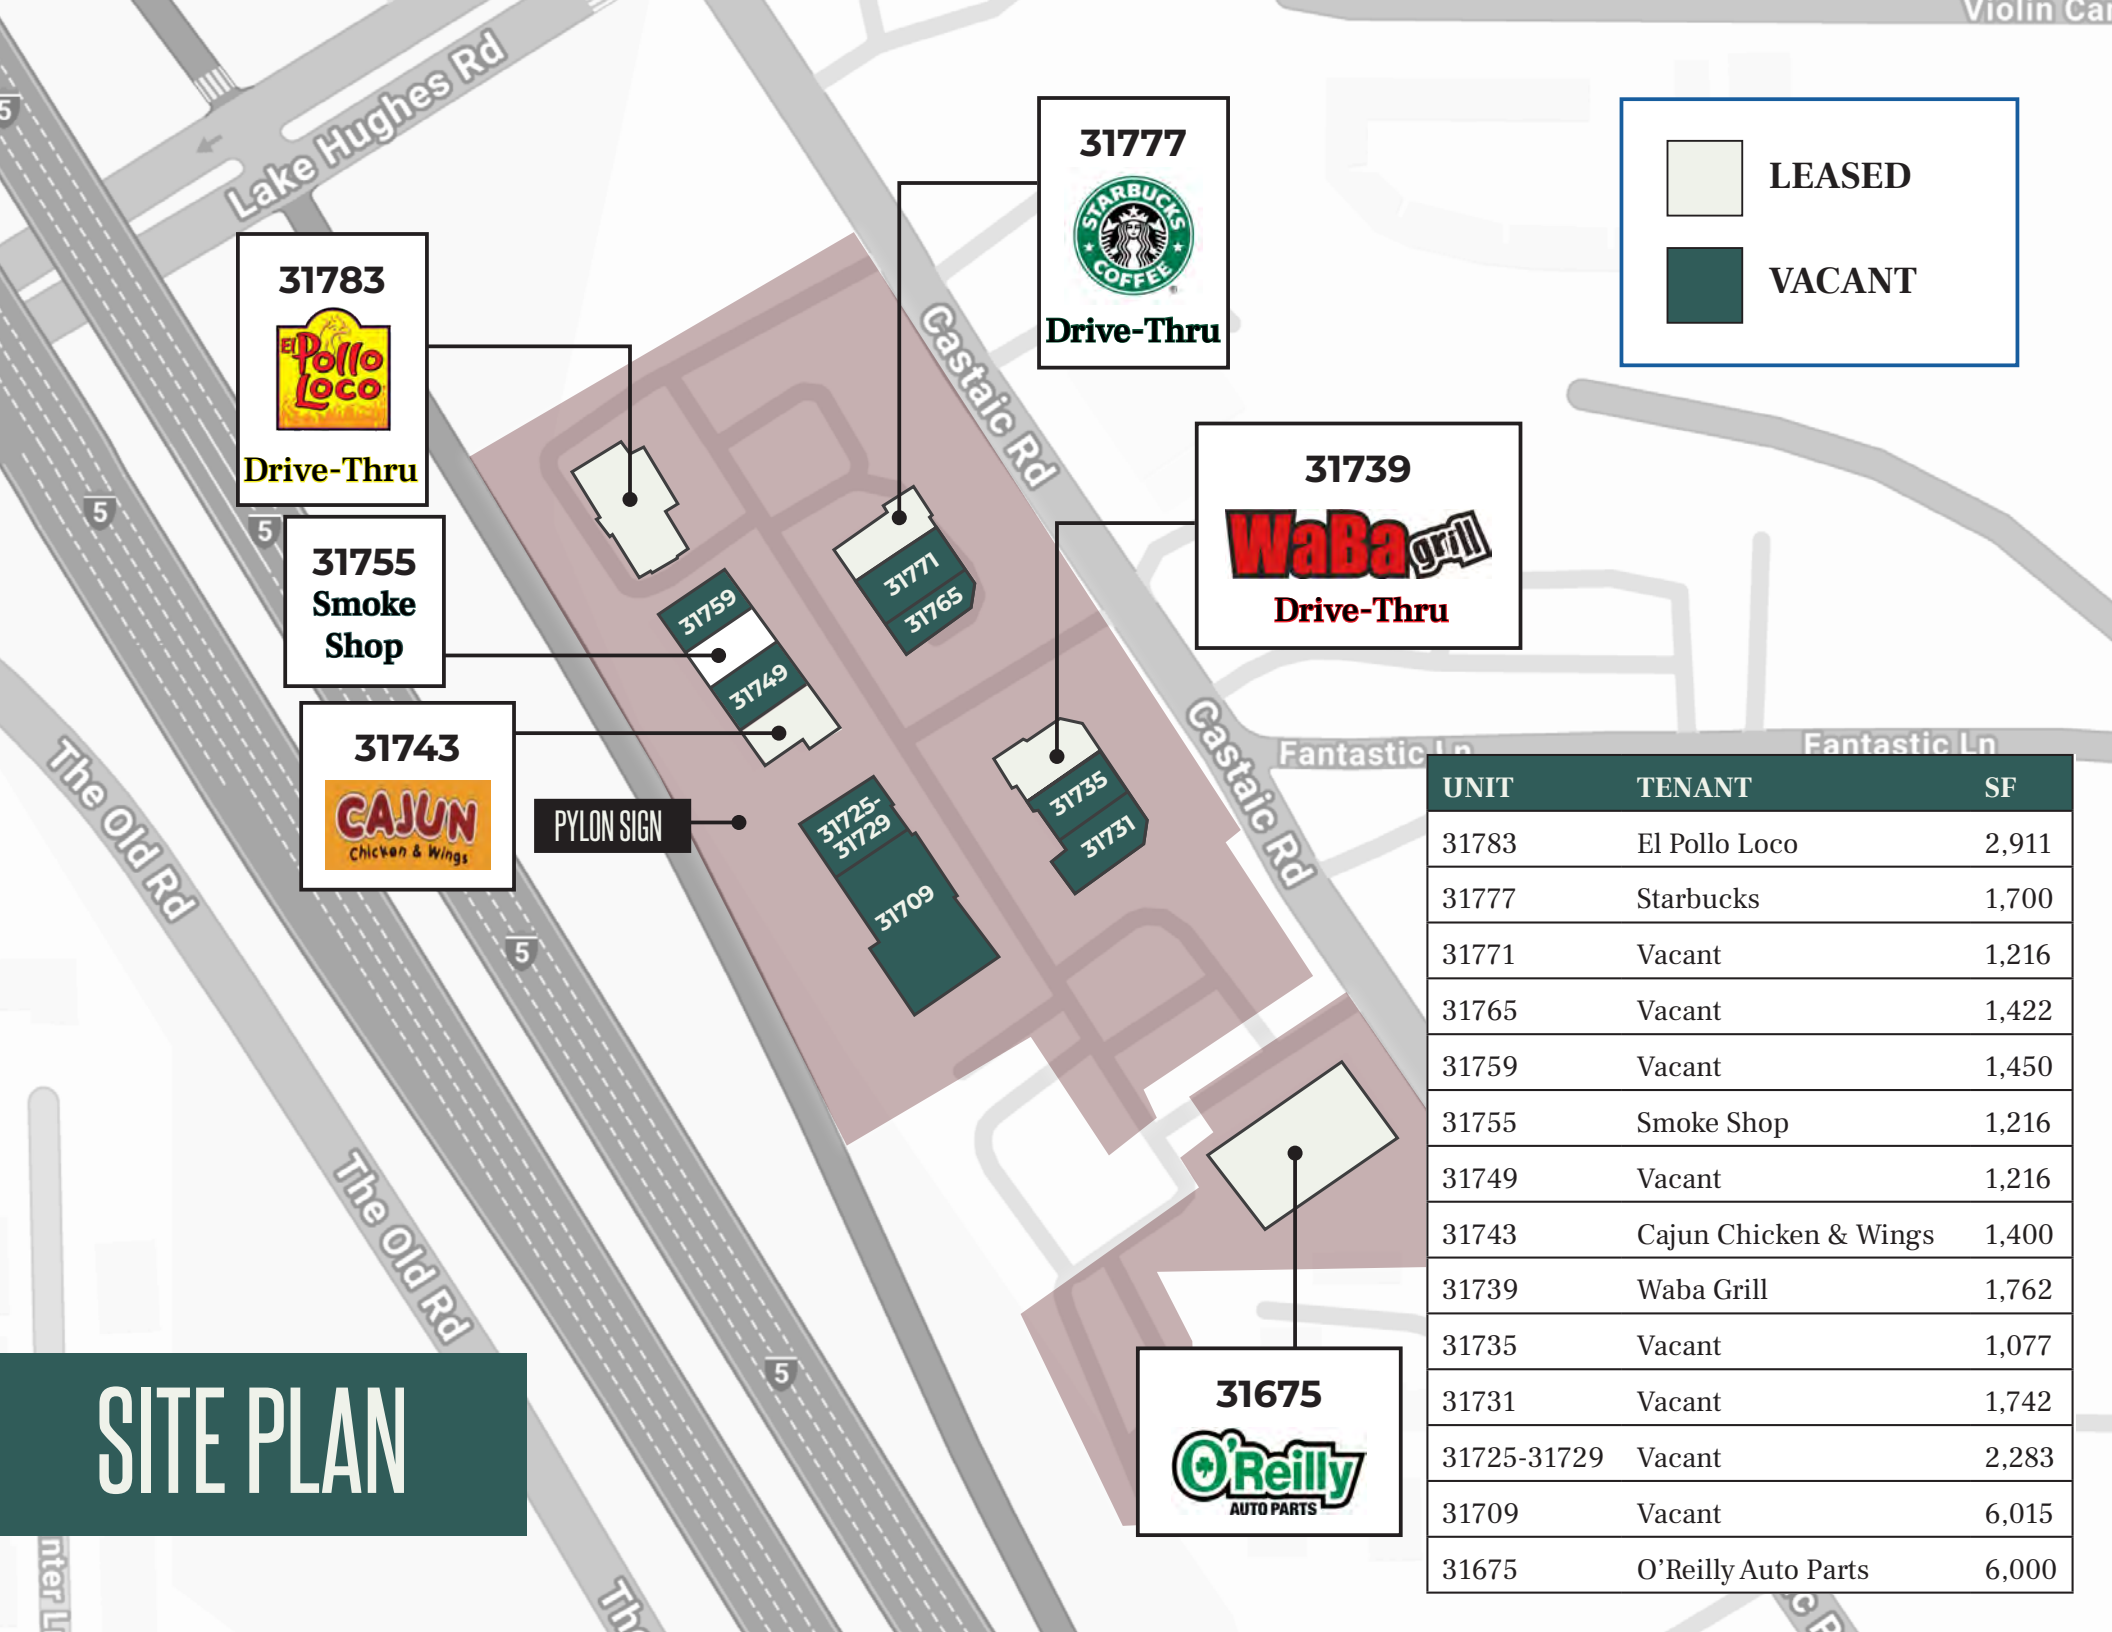 Violin Car
Lake Hughes Rd
5
31777
STARBUCKS
COFFEE
Drive-Thru
LEASED
VACANT
31783
El Pollo Loco
Drive-Thru
Castaic Rd
31739
WaBa grill
Drive-Thru
5
5
31755
Smoke
Shop
31771
31765
31759
31749
31743
CAJUN
Chicken & Wings
PYLON SIGN
31725-
31729
31709
31735
31731
Castaic Rd
Fantastic Ln
Fantastic Ln
The Old Rd
5
The Old Rd
5
UNIT TENANT SF
31783 El Pollo Loco 2,911
31777 Starbucks 1,700
31771 Vacant 1,216
31765 Vacant 1,422
31759 Vacant 1,450
31755 Smoke Shop 1,216
31749 Vacant 1,216
31743 Cajun Chicken & Wings 1,400
31739 Waba Grill 1,762
31735 Vacant 1,077
31731 Vacant 1,742
31725-31729 Vacant 2,283
31709 Vacant 6,015
31675 O'Reilly Auto Parts 6,000
31675
O'Reilly
AUTO PARTS
SITE PLAN
nter L
The
c R